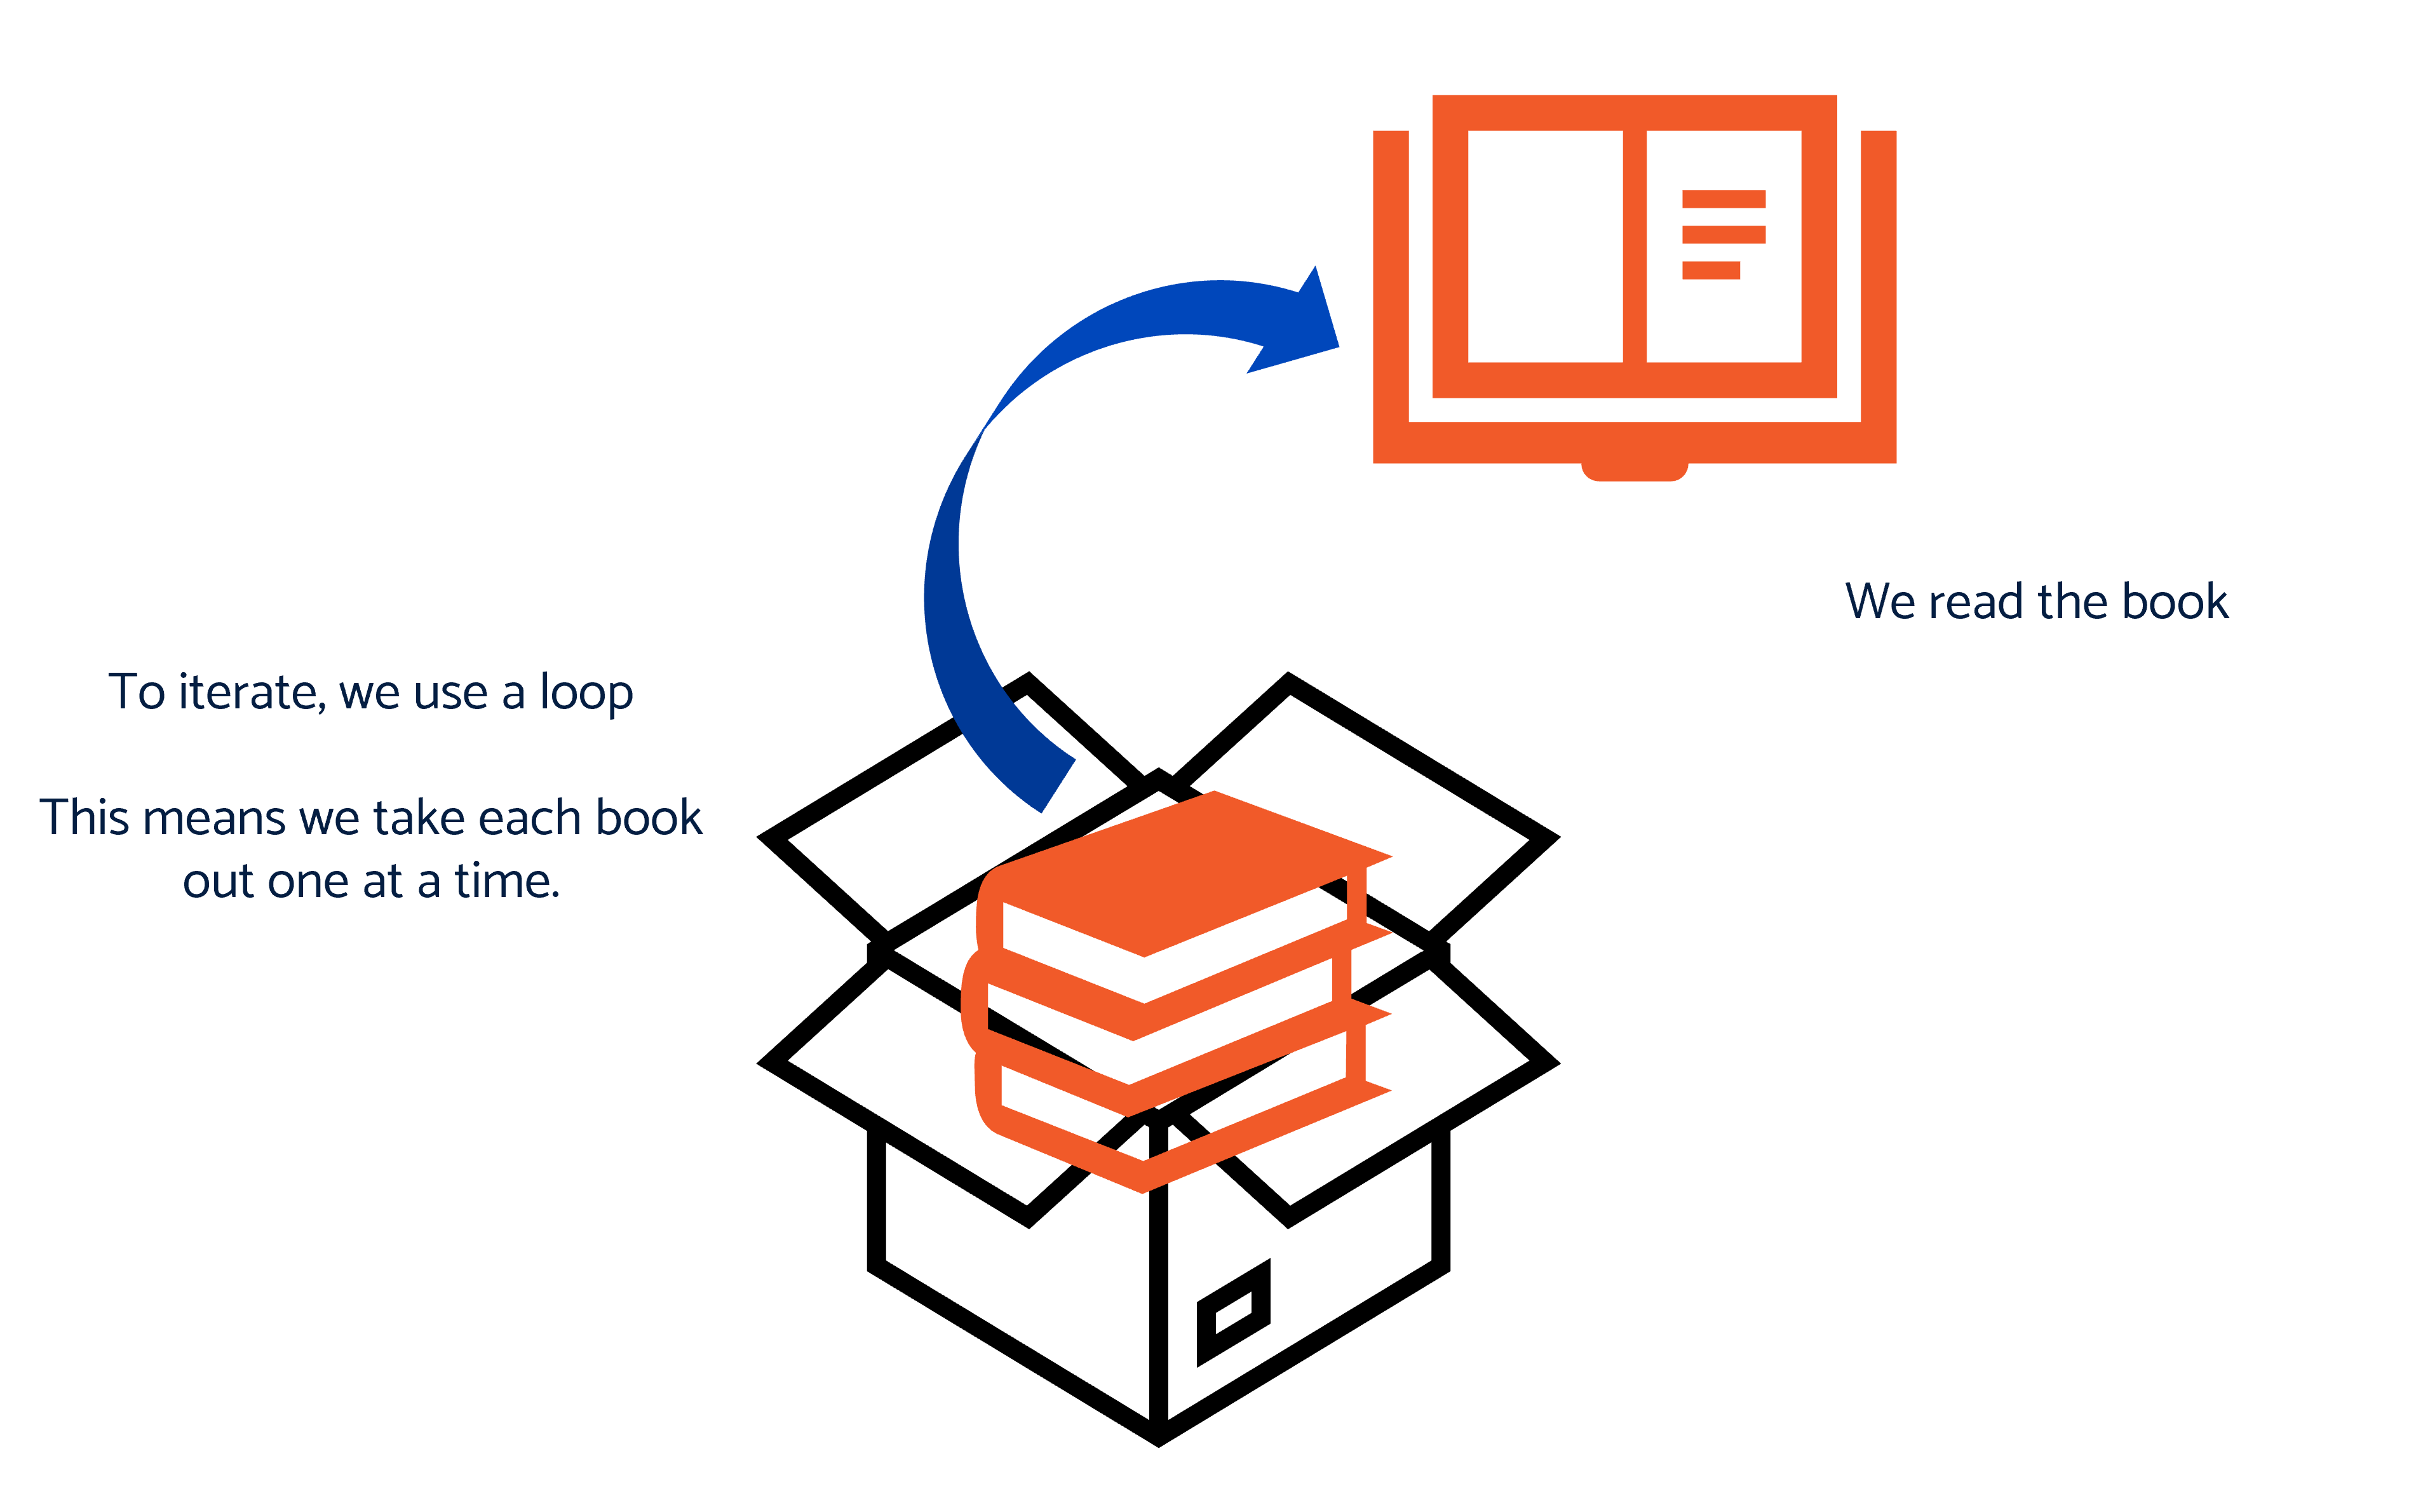 To iterate, we use a loop
This means we take each book
out one at a time.
We read the book